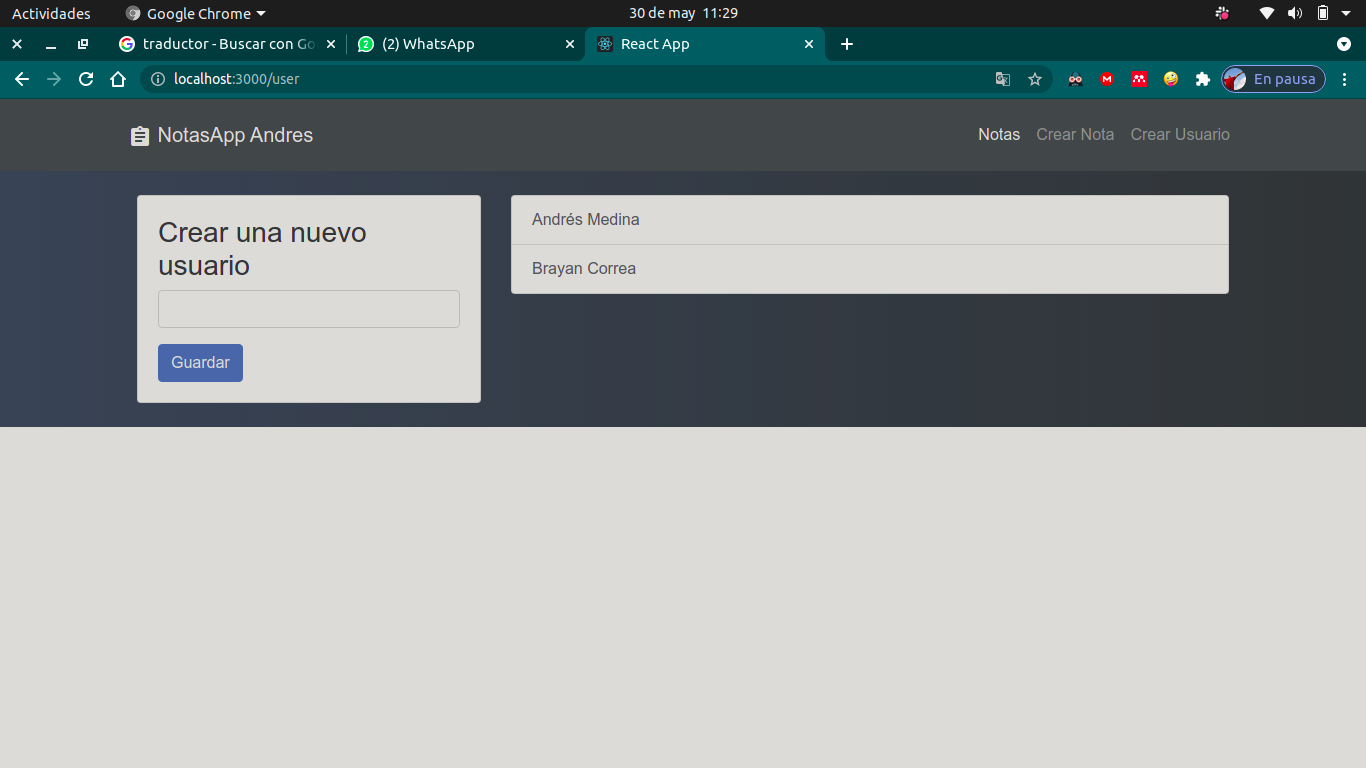 Actividades
Google Chrome
30 de may 11:29
traductor - Buscar con Go
2
(2) WhatsApp
React App
localhost:3000/user
M
En pausa
NotasApp Andres
Notas
Crear Nota
Crear Usuario
Crear una nuevo
usuario
Guardar
Andrés Medina
Brayan Correa